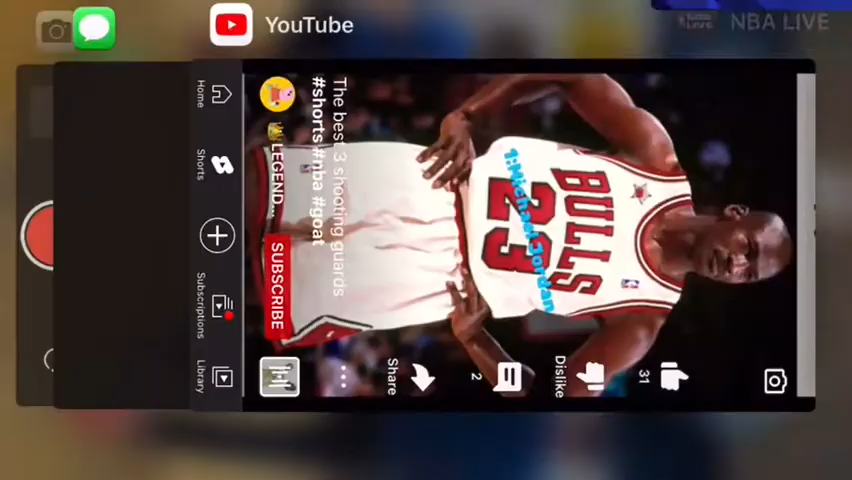 YouTube
NBA LIVE
Home
Shorts
Subscriptions
Library
The best 3 shooting guards
#shorts #nba #goat
LEGEND...
SUBSCRIBE
1:Michael Jordan
BULLS
23
Share
2
Dislike
31